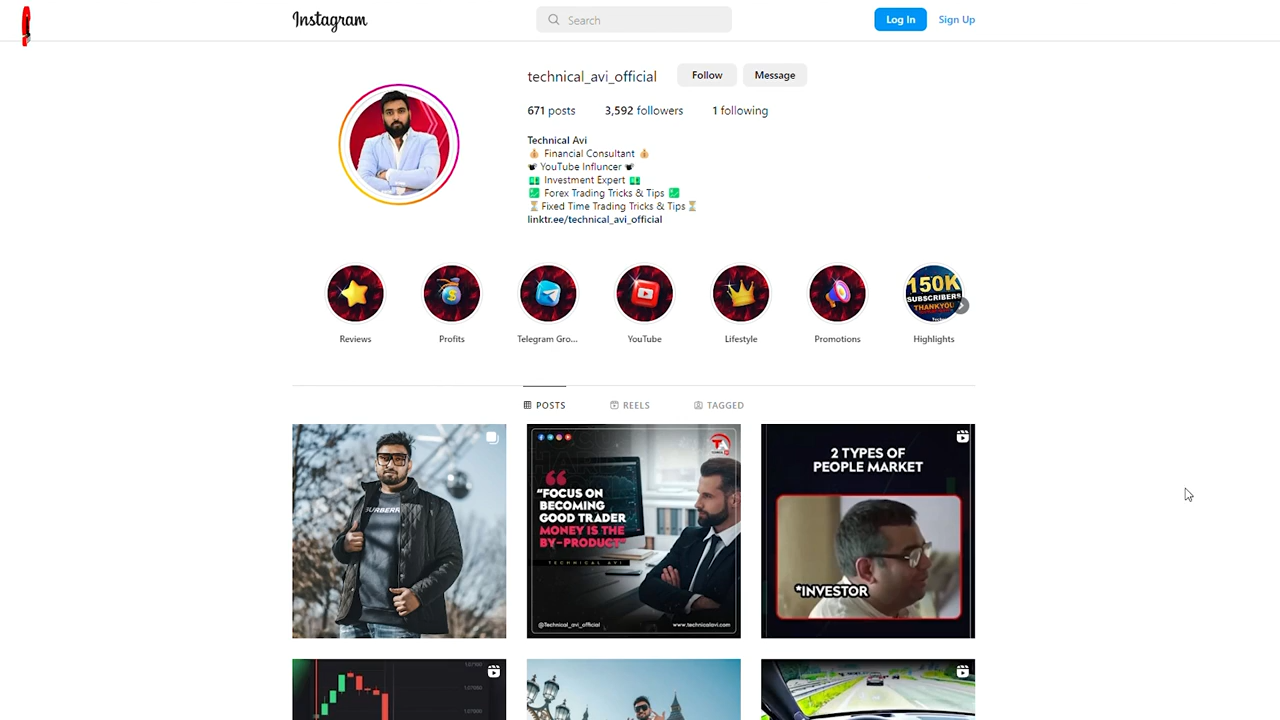 Instagram
Search
Log In
Sign Up
technical_avi_official
Follow
Message
671 posts
3,592 followers
1 following
Technical Avi
💰 Financial Consultant 💰
YouTube Influncer
💵 Investment Expert 💵
💹 Forex Trading Tricks & Tips 💹
⏳ Fixed Time Trading Tricks & Tips ⏳
linktr.ee/technical_avi_official
150K
SUBSCRIBERS
THANKYOU
Reviews
Profits
Telegram Gro...
YouTube
Lifestyle
Promotions
Highlights
POSTS
REELS
TAGGED
"FOCUS ON
BECOMING
GOOD TRADER
MONEY IS THE
BY-PRODUCT"
TECHNICAL AVI
@Technical_avi_official
www.technicalavi.com
2 TYPES OF
PEOPLE MARKET
*INVESTOR